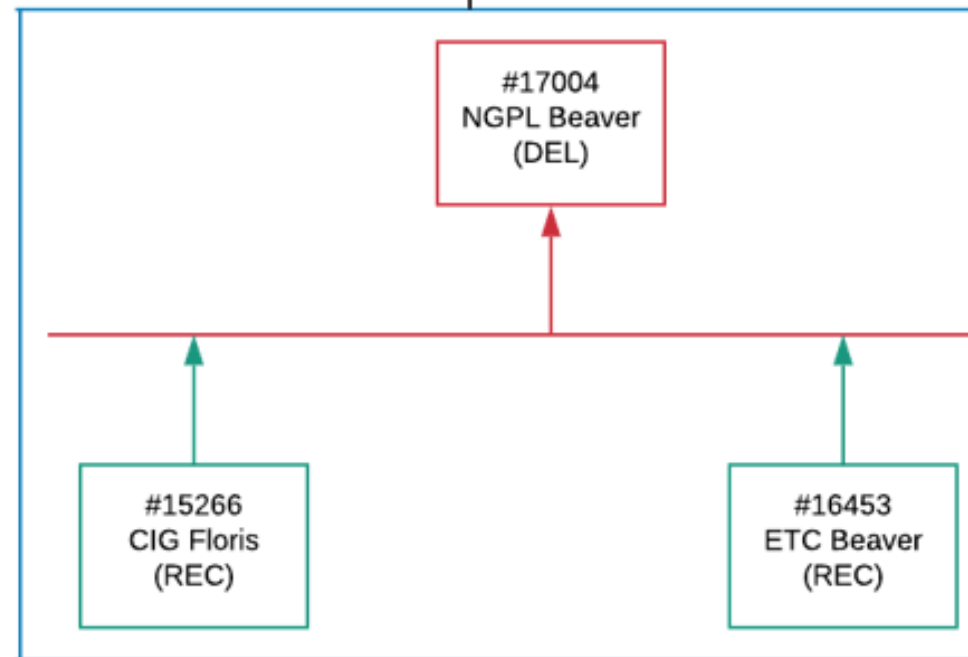 #17004
NGPL Beaver
(DEL)
#15266
CIG Floris
(REC)
#16453
ETC Beaver
(REC)